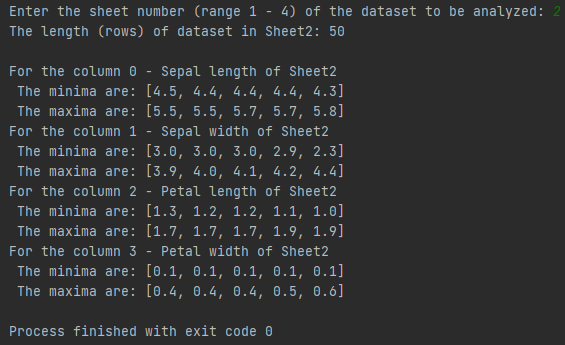 Enter the sheet number (range 1 - 4) of the dataset to be analyzed: 2
The length (rows) of dataset in Sheet2: 50
For the column 0 - Sepal length of Sheet2
The minima are: [4.5, 4.4, 4.4, 4.4, 4.3]
The maxima are: [5.5, 5.5, 5.7, 5.7, 5.8]
For the column 1 - Sepal width of Sheet2
The minima are: [3.0, 3.0, 3.0, 2.9, 2.3]
The maxima are: [3.9, 4.0, 4.1, 4.2, 4.4]
For the column 2 - Petal length of Sheet2
The minima are: [1.3, 1.2, 1.2, 1.1, 1.0]
The maxima are: [1.7, 1.7, 1.7, 1.9, 1.9]
For the column 3 - Petal width of Sheet2
The minima are: [0.1, 0.1, 0.1, 0.1, 0.1]
The maxima are: [0.4, 0.4, 0.4, 0.5, 0.6]
Process finished with exit code 0